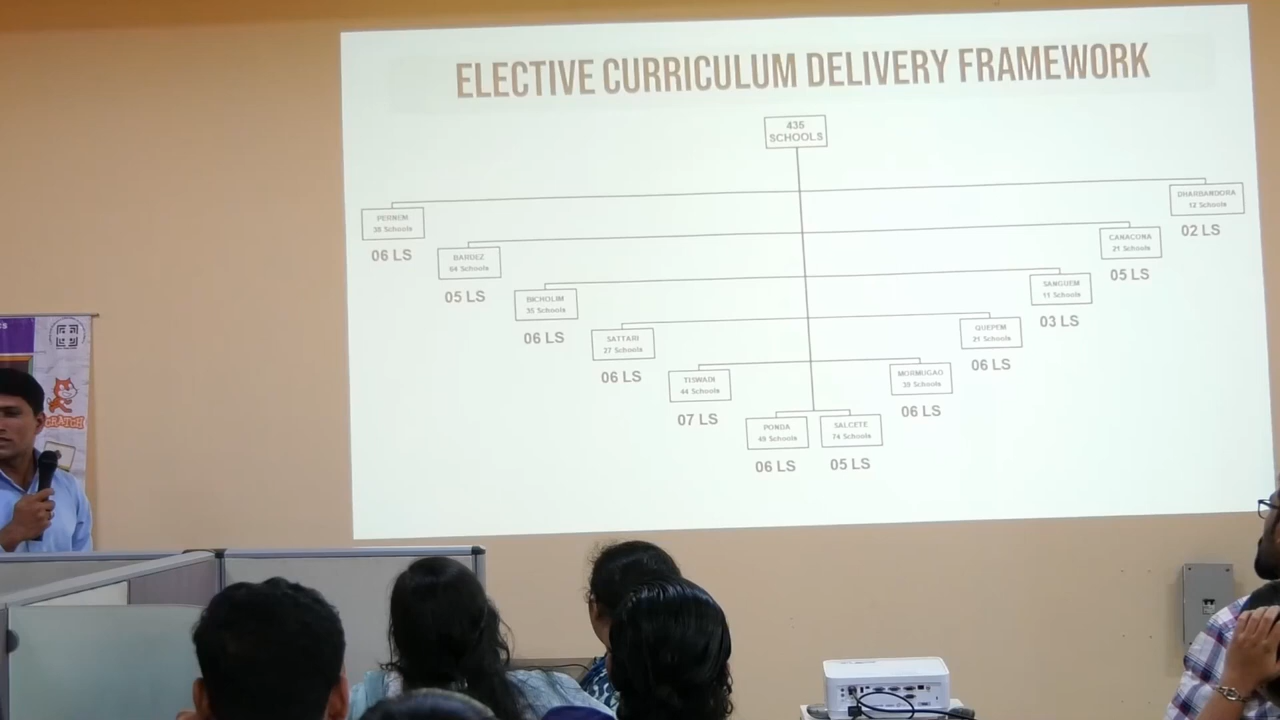 ELECTIVE CURRICULUM DELIVERY FRAMEWORK
435
SCHOOLS
PERNEM
38 Schools
06 LS
DHARBANDORA
12 Schools
02 LS
BARDEZ
64 Schools
05 LS
CANACONA
21 Schools
05 LS
BICHOLIM
35 Schools
06 LS
SANGUEM
11 Schools
03 LS
SATTARI
27 Schools
06 LS
QUEPEM
21 Schools
06 LS
TISWADI
44 Schools
07 LS
MORMUGAO
39 Schools
06 LS
PONDA
49 Schools
06 LS
SALCETE
74 Schools
05 LS